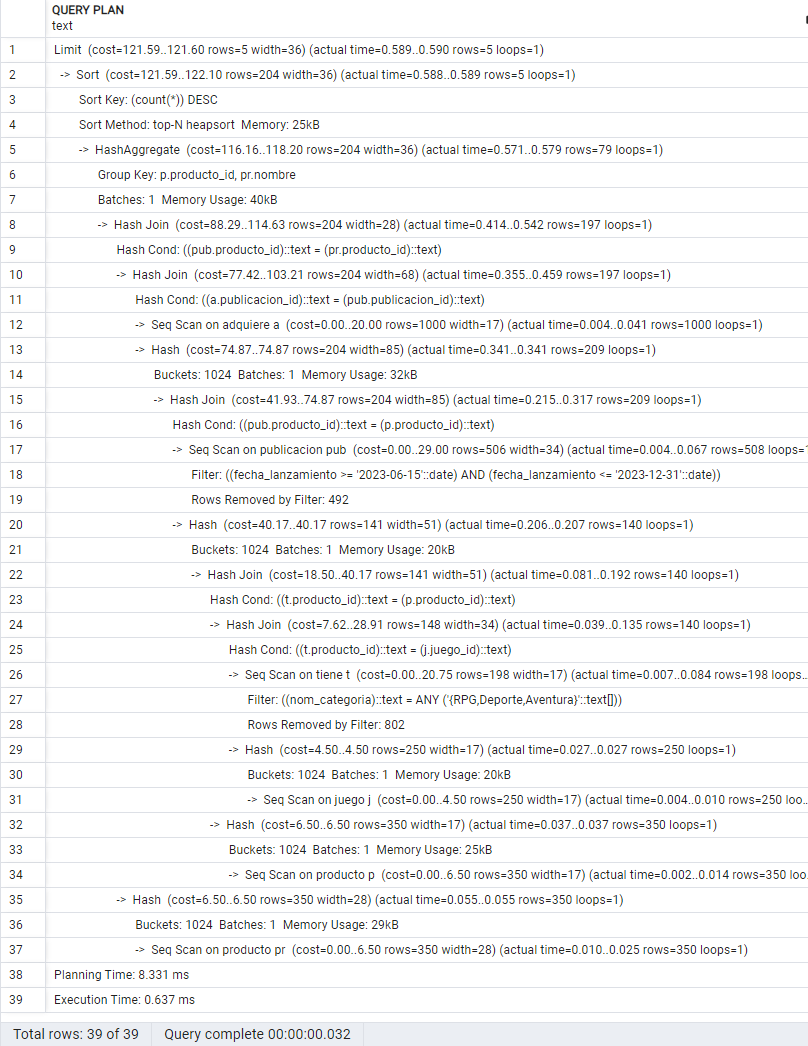 QUERY PLAN
text
1 Limit (cost=121.59..121.60 rows=5 width=36) (actual time=0.589..0.590 rows=5 loops=1)
2 -> Sort (cost=121.59..122.10 rows=204 width=36) (actual time=0.588..0.589 rows=5 loops=1)
3 Sort Key: (count(*)) DESC
4 Sort Method: top-N heapsort Memory: 25kB
5 -> HashAggregate (cost=116.16..118.20 rows=204 width=36) (actual time=0.571..0.579 rows=79 loops=1)
6 Group Key: p.producto_id, pr.nombre
7 Batches: 1 Memory Usage: 40kB
8 -> Hash Join (cost=88.29..114.63 rows=204 width=28) (actual time=0.414..0.542 rows=197 loops=1)
9 Hash Cond: ((pub.producto_id)::text = (pr.producto_id)::text)
10 -> Hash Join (cost=77.42..103.21 rows=204 width=68) (actual time=0.355..0.459 rows=197 loops=1)
11 Hash Cond: ((a.publicacion_id)::text = (pub.publicacion_id)::text)
12 -> Seq Scan on adquiere a (cost=0.00..20.00 rows=1000 width=17) (actual time=0.004..0.041 rows=1000 loops=1)
13 -> Hash (cost=74.87..74.87 rows=204 width=85) (actual time=0.341..0.341 rows=209 loops=1)
14 Buckets: 1024 Batches: 1 Memory Usage: 32kB
15 -> Hash Join (cost=41.93..74.87 rows=204 width=85) (actual time=0.215..0.317 rows=209 loops=1)
16 Hash Cond: ((pub.producto_id)::text = (p.producto_id)::text)
17 -> Seq Scan on publicacion pub (cost=0.00..29.00 rows=506 width=34) (actual time=0.004..0.067 rows=508 loops=
18 Filter: ((fecha_lanzamiento >= '2023-06-15'::date) AND (fecha_lanzamiento <= '2023-12-31'::date))
19 Rows Removed by Filter: 492
20 -> Hash (cost=40.17..40.17 rows=141 width=51) (actual time=0.206..0.207 rows=140 loops=1)
21 Buckets: 1024 Batches: 1 Memory Usage: 20kB
22 -> Hash Join (cost=18.50..40.17 rows=141 width=51) (actual time=0.081..0.192 rows=140 loops=1)
23 Hash Cond: ((t.producto_id)::text = (p.producto_id)::text)
24 -> Hash Join (cost=7.62..28.91 rows=148 width=34) (actual time=0.039..0.135 rows=140 loops=1)
25 Hash Cond: ((t.producto_id)::text = (j.juego_id)::text)
26 -> Seq Scan on tiene t (cost=0.00..20.75 rows=198 width=17) (actual time=0.007..0.084 rows=198 loops...
27 Filter: ((nom_categoria)::text = ANY ('{RPG,Deporte,Aventura}'::text[]))
28 Rows Removed by Filter: 802
29 -> Hash (cost=4.50..4.50 rows=250 width=17) (actual time=0.027..0.027 rows=250 loops=1)
30 Buckets: 1024 Batches: 1 Memory Usage: 20kB
31 -> Seq Scan on juego j (cost=0.00..4.50 rows=250 width=17) (actual time=0.004..0.010 rows=250 loo...
32 -> Hash (cost=6.50..6.50 rows=350 width=17) (actual time=0.037..0.037 rows=350 loops=1)
33 Buckets: 1024 Batches: 1 Memory Usage: 25kB
34 -> Seq Scan on producto p (cost=0.00..6.50 rows=350 width=17) (actual time=0.002..0.014 rows=350 loo
35 -> Hash (cost=6.50..6.50 rows=350 width=28) (actual time=0.055..0.055 rows=350 loops=1)
36 Buckets: 1024 Batches: 1 Memory Usage: 29kB
37 -> Seq Scan on producto pr (cost=0.00..6.50 rows=350 width=28) (actual time=0.010..0.025 rows=350 loops=1)
38 Planning Time: 8.331 ms
39 Execution Time: 0.637 ms
Total rows: 39 of 39 Query complete 00:00:00.032